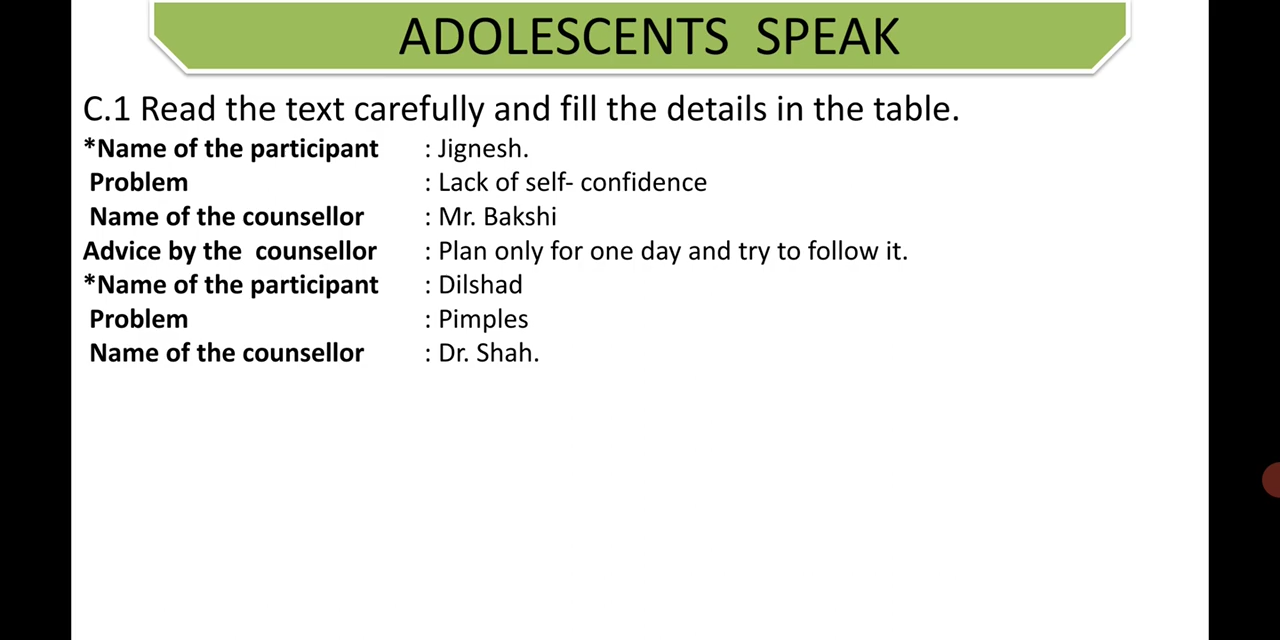 ADOLESCENTS SPEAK
C.1 Read the text carefully and fill the details in the table.
*Name of the participant : Jignesh.
Problem : Lack of self- confidence
Name of the counsellor : Mr. Bakshi
Advice by the counsellor : Plan only for one day and try to follow it.
*Name of the participant : Dilshad
Problem : Pimples
Name of the counsellor : Dr. Shah.